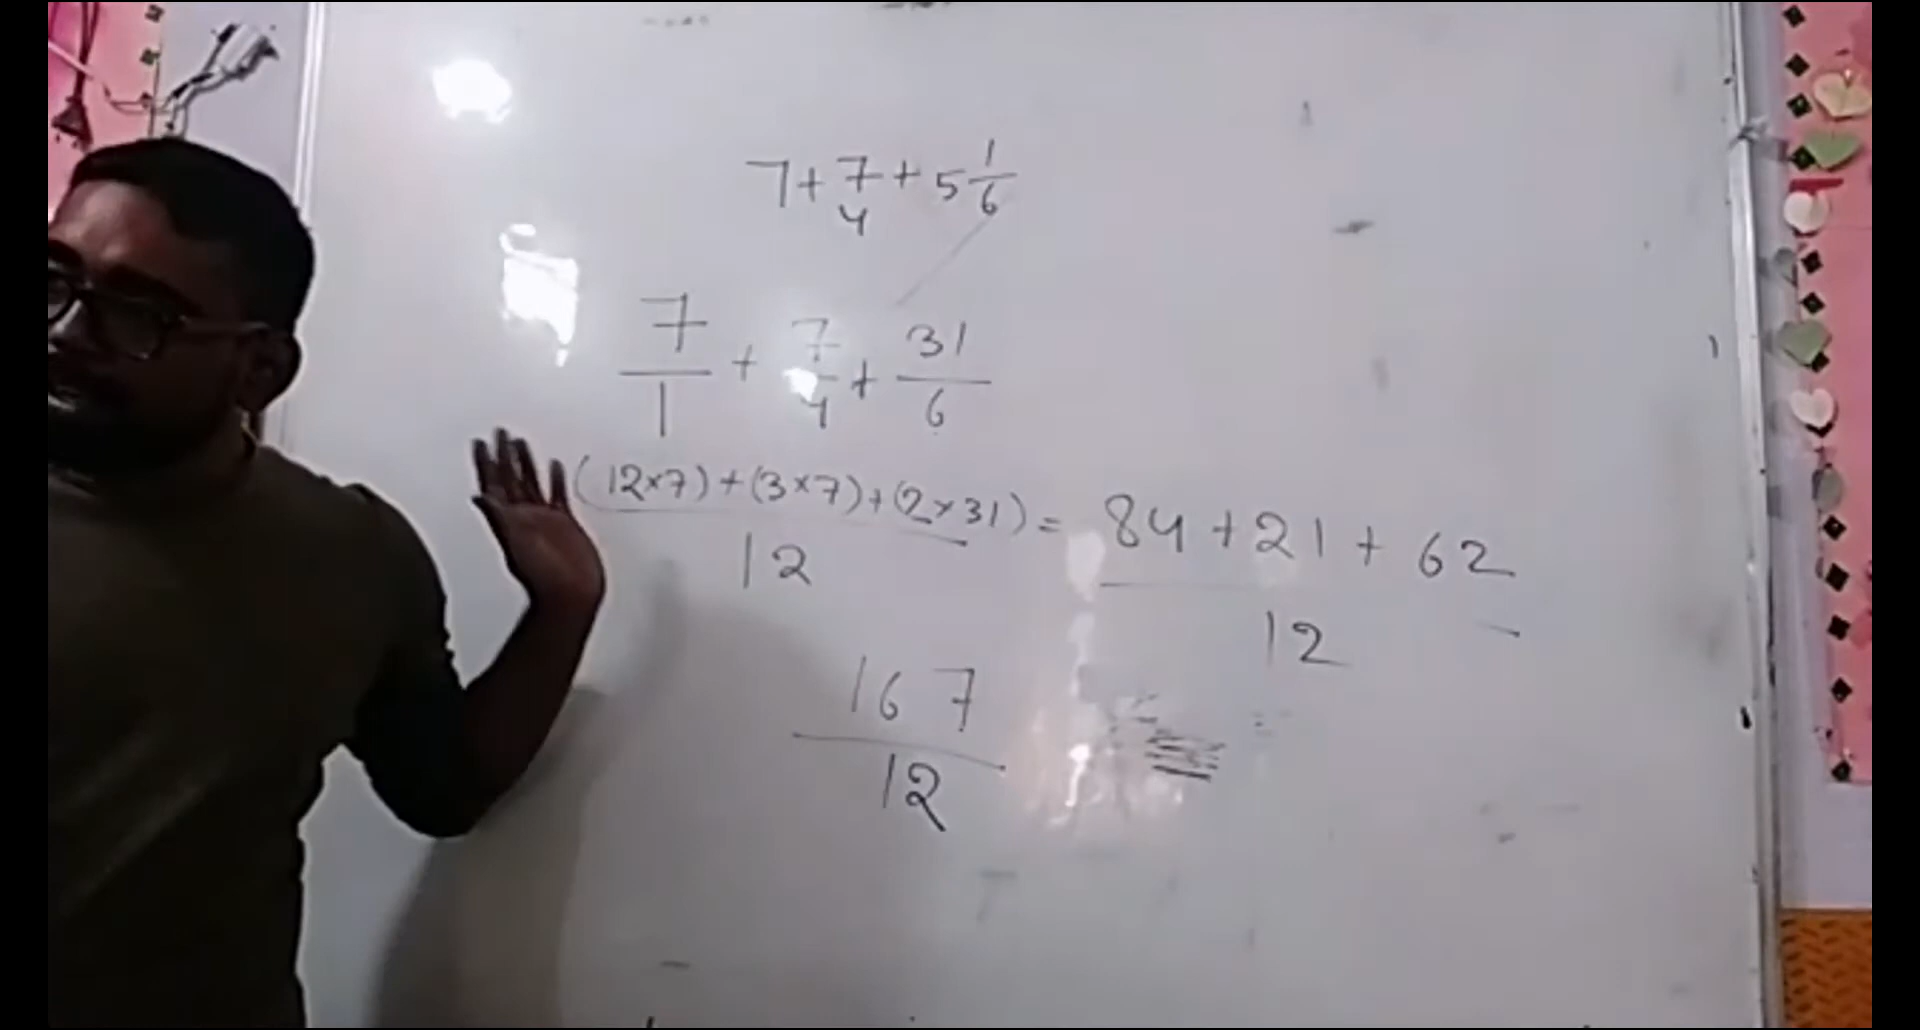 7 + 7/4 + 5 1/6
7/1 + 7/4 + 31/6
(12×7) + (3×7) + (2×31) / 12 = 84 + 21 + 62 / 12
167 / 12